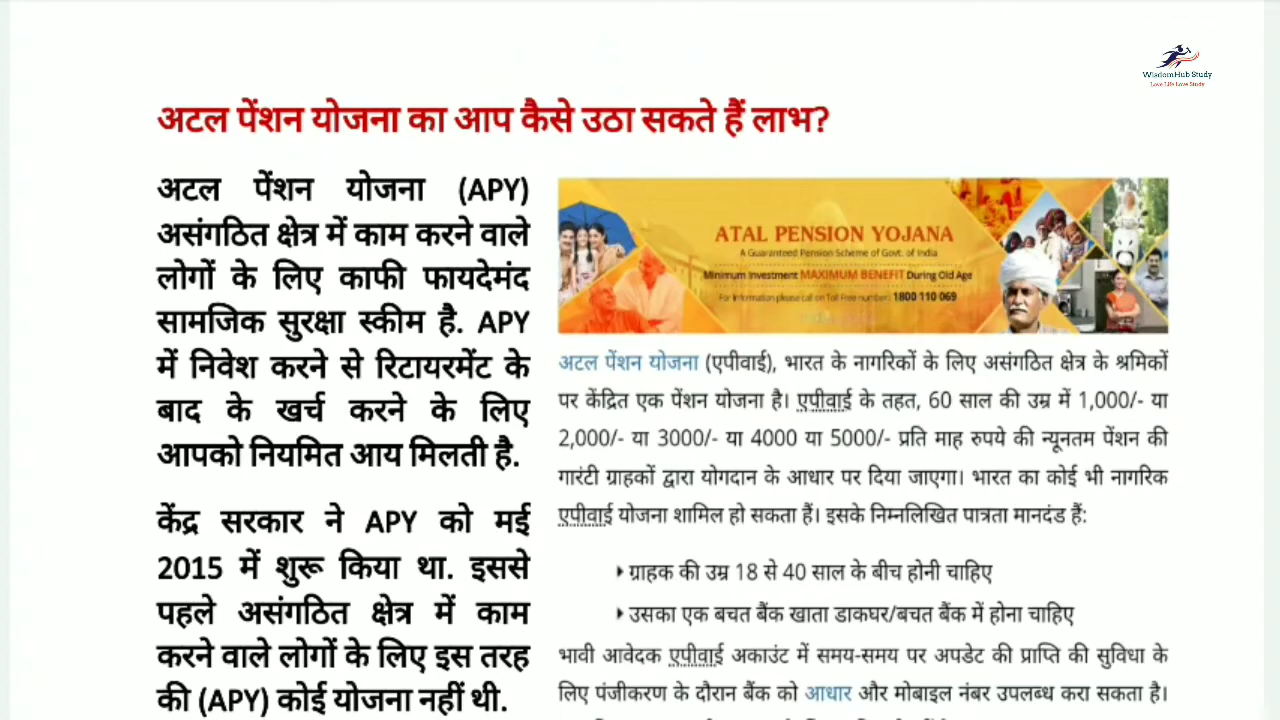 WisdomHub Study
Love Life Love Study
अटल पेंशन योजना का आप कैसे उठा सकते हैं लाभ?
अटल पेंशन योजना (APY)
असंगठित क्षेत्र में काम करने वाले
लोगों के लिए काफी फायदेमंद
सामजिक सुरक्षा स्कीम है. APY
में निवेश करने से रिटायरमेंट के
बाद के खर्च करने के लिए
आपको नियमित आय मिलती है.
केंद्र सरकार ने APY को मई
2015 में शुरू किया था. इससे
पहले असंगठित क्षेत्र में काम
करने वाले लोगों के लिए इस तरह
की (APY) कोई योजना नहीं थी.
ATAL PENSION YOJANA
A Guaranteed Pension Scheme of Govt. of India
Minimum Investment MAXIMUM BENEFIT During Old Age
For Information please call on Toll Free number: 1800 110 069
अटल पेंशन योजना (एपीवाई), भारत के नागरिकों के लिए असंगठित क्षेत्र के श्रमिकों
पर केंद्रित एक पेंशन योजना है। एपीवाई के तहत, 60 साल की उम्र में 1,000/- या
2,000/- या 3000/- या 4000 या 5000/- प्रति माह रुपये की न्यूनतम पेंशन की
गारंटी ग्राहकों द्वारा योगदान के आधार पर दिया जाएगा। भारत का कोई भी नागरिक
एपीवाई योजना शामिल हो सकता हैं। इसके निम्नलिखित पात्रता मानदंड हैं:
ग्राहक की उम्र 18 से 40 साल के बीच होनी चाहिए
उसका एक बचत बैंक खाता डाकघर/बचत बैंक में होना चाहिए
भावी आवेदक एपीवाई अकाउंट में समय-समय पर अपडेट की प्राप्ति की सुविधा के
लिए पंजीकरण के दौरान बैंक को आधार और मोबाइल नंबर उपलब्ध करा सकता है।